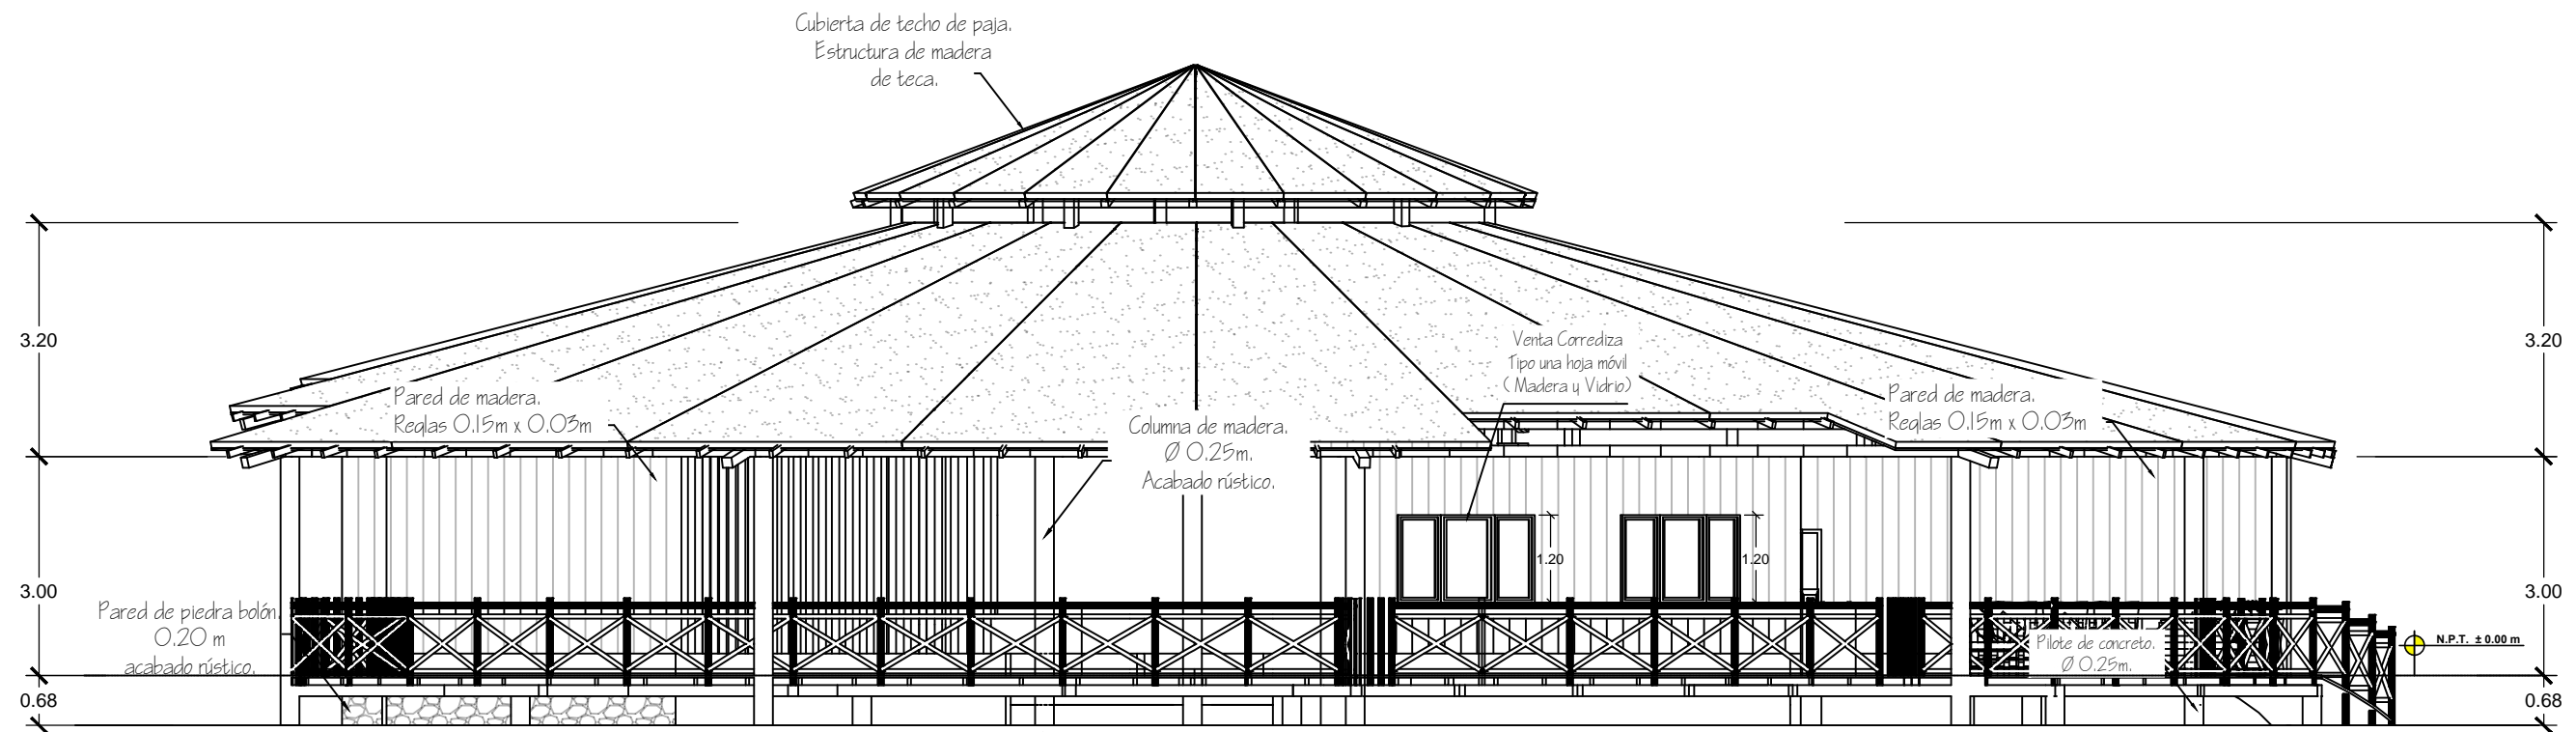 Cubierta de techo de paja.
Estructura de madera
de teca.
3.20
3.20
Venta Corrediza
Tipo una hoja móvil
( Madera y Vidrio)
Pared de madera.
Reglas 0.15m x 0.03m
Pared de madera.
Reglas 0.15m x 0.03m
Columna de madera.
Ø 0.25m.
Acabado rústico.
1.20
1.20
3.00
3.00
Pared de piedra bolón.
0.20 m
acabado rústico.
Pilote de concreto.
Ø 0.25m.
N.P.T. ± 0.00 m
0.68
0.68